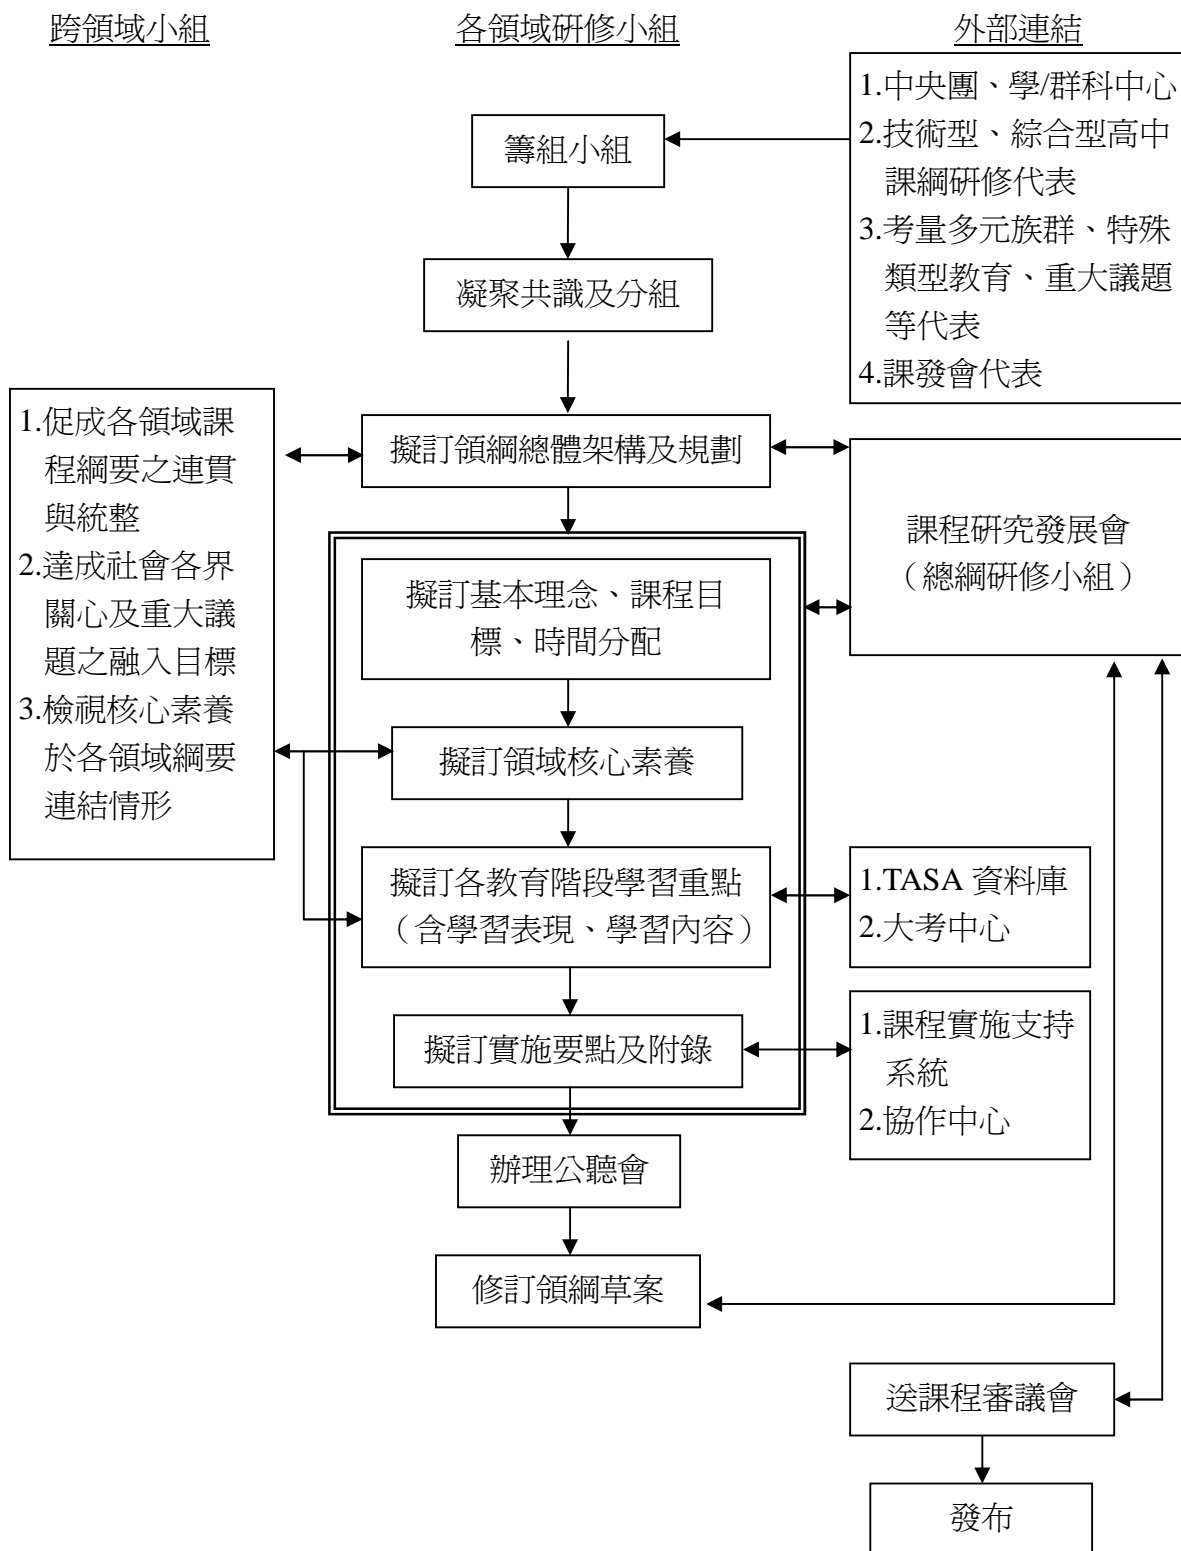 跨領域小組
各領域研修小組
外部連結
1.中央團、學/群科中心
2.技術型、綜合型高中
課綱研修代表
3.考量多元族群、特殊
類型教育、重大議題
等代表
4.課發會代表
籌組小組
凝聚共識及分組
1.促成各領域課
程綱要之連貫
與統整
2.達成社會各界
關心及重大議
題之融入目標
3.檢視核心素養
於各領域綱要
連結情形
擬訂領綱總體架構及規劃
課程研究發展會
（總綱研修小組）
擬訂基本理念、課程目
標、時間分配
擬訂領域核心素養
擬訂各教育階段學習重點
（含學習表現、學習內容）
1.TASA 資料庫
2.大考中心
擬訂實施要點及附錄
1.課程實施支持
系統
2.協作中心
辦理公聽會
修訂領綱草案
送課程審議會
發布